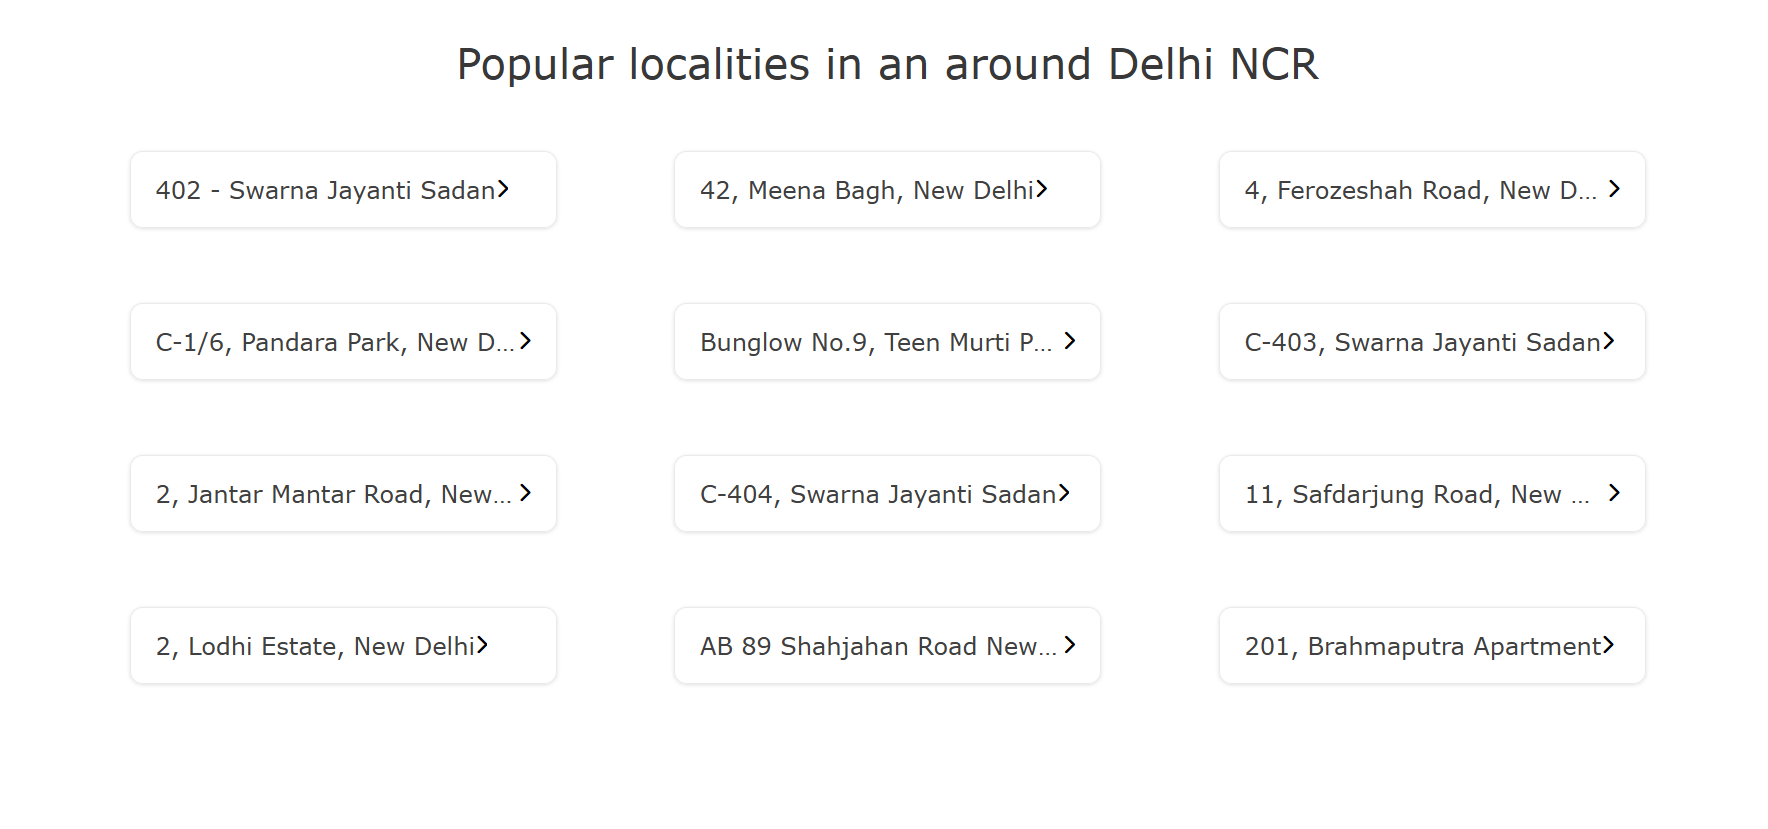 Popular localities in an around Delhi NCR
402 - Swarna Jayanti Sadan
42, Meena Bagh, New Delhi
4, Ferozeshah Road, New D...
C-1/6, Pandara Park, New D...
Bunglow No.9, Teen Murti P...
C-403, Swarna Jayanti Sadan
2, Jantar Mantar Road, New...
C-404, Swarna Jayanti Sadan
11, Safdarjung Road, New ...
2, Lodhi Estate, New Delhi
AB 89 Shahjahan Road New...
201, Brahmaputra Apartment